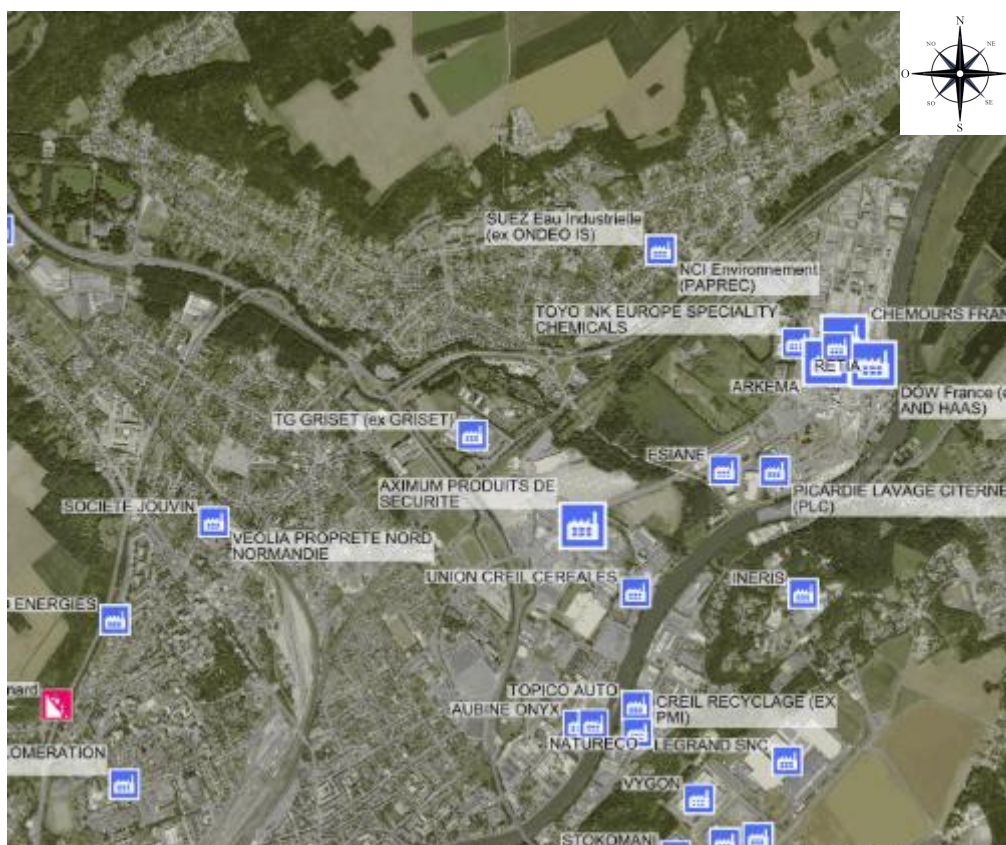 N
NO
NE
O
SO
SE
S
SUEZ Eau Industrielle
(ex ONDEO IS)
NCI Environnement
(PAPREC)
TOYO INK EUROPE SPECIALITY
CHEMICALS
CHEMOURS FRAN
RETIA
ARKEMA
DOW France (e
AND HAAS)
TG GRISET (ex GRISET)
ESIANE
AXIMUM PRODUITS DE
SECURITE
PICARDIE LAVAGE CITERNE
(PLC)
SOCIETE JOUVIN
VEOLIA PROPRETE NORD
NORMANDIE
UNION CREIL CEREALES
INERIS
ENERGIES
nard
TOPICO AUTO
AUBINE ONYX
CREIL RECYCLAGE (EX
PMI)
NATURECO
LEGRAND SNC
LOMERATION
VYGON
STOKOMANI